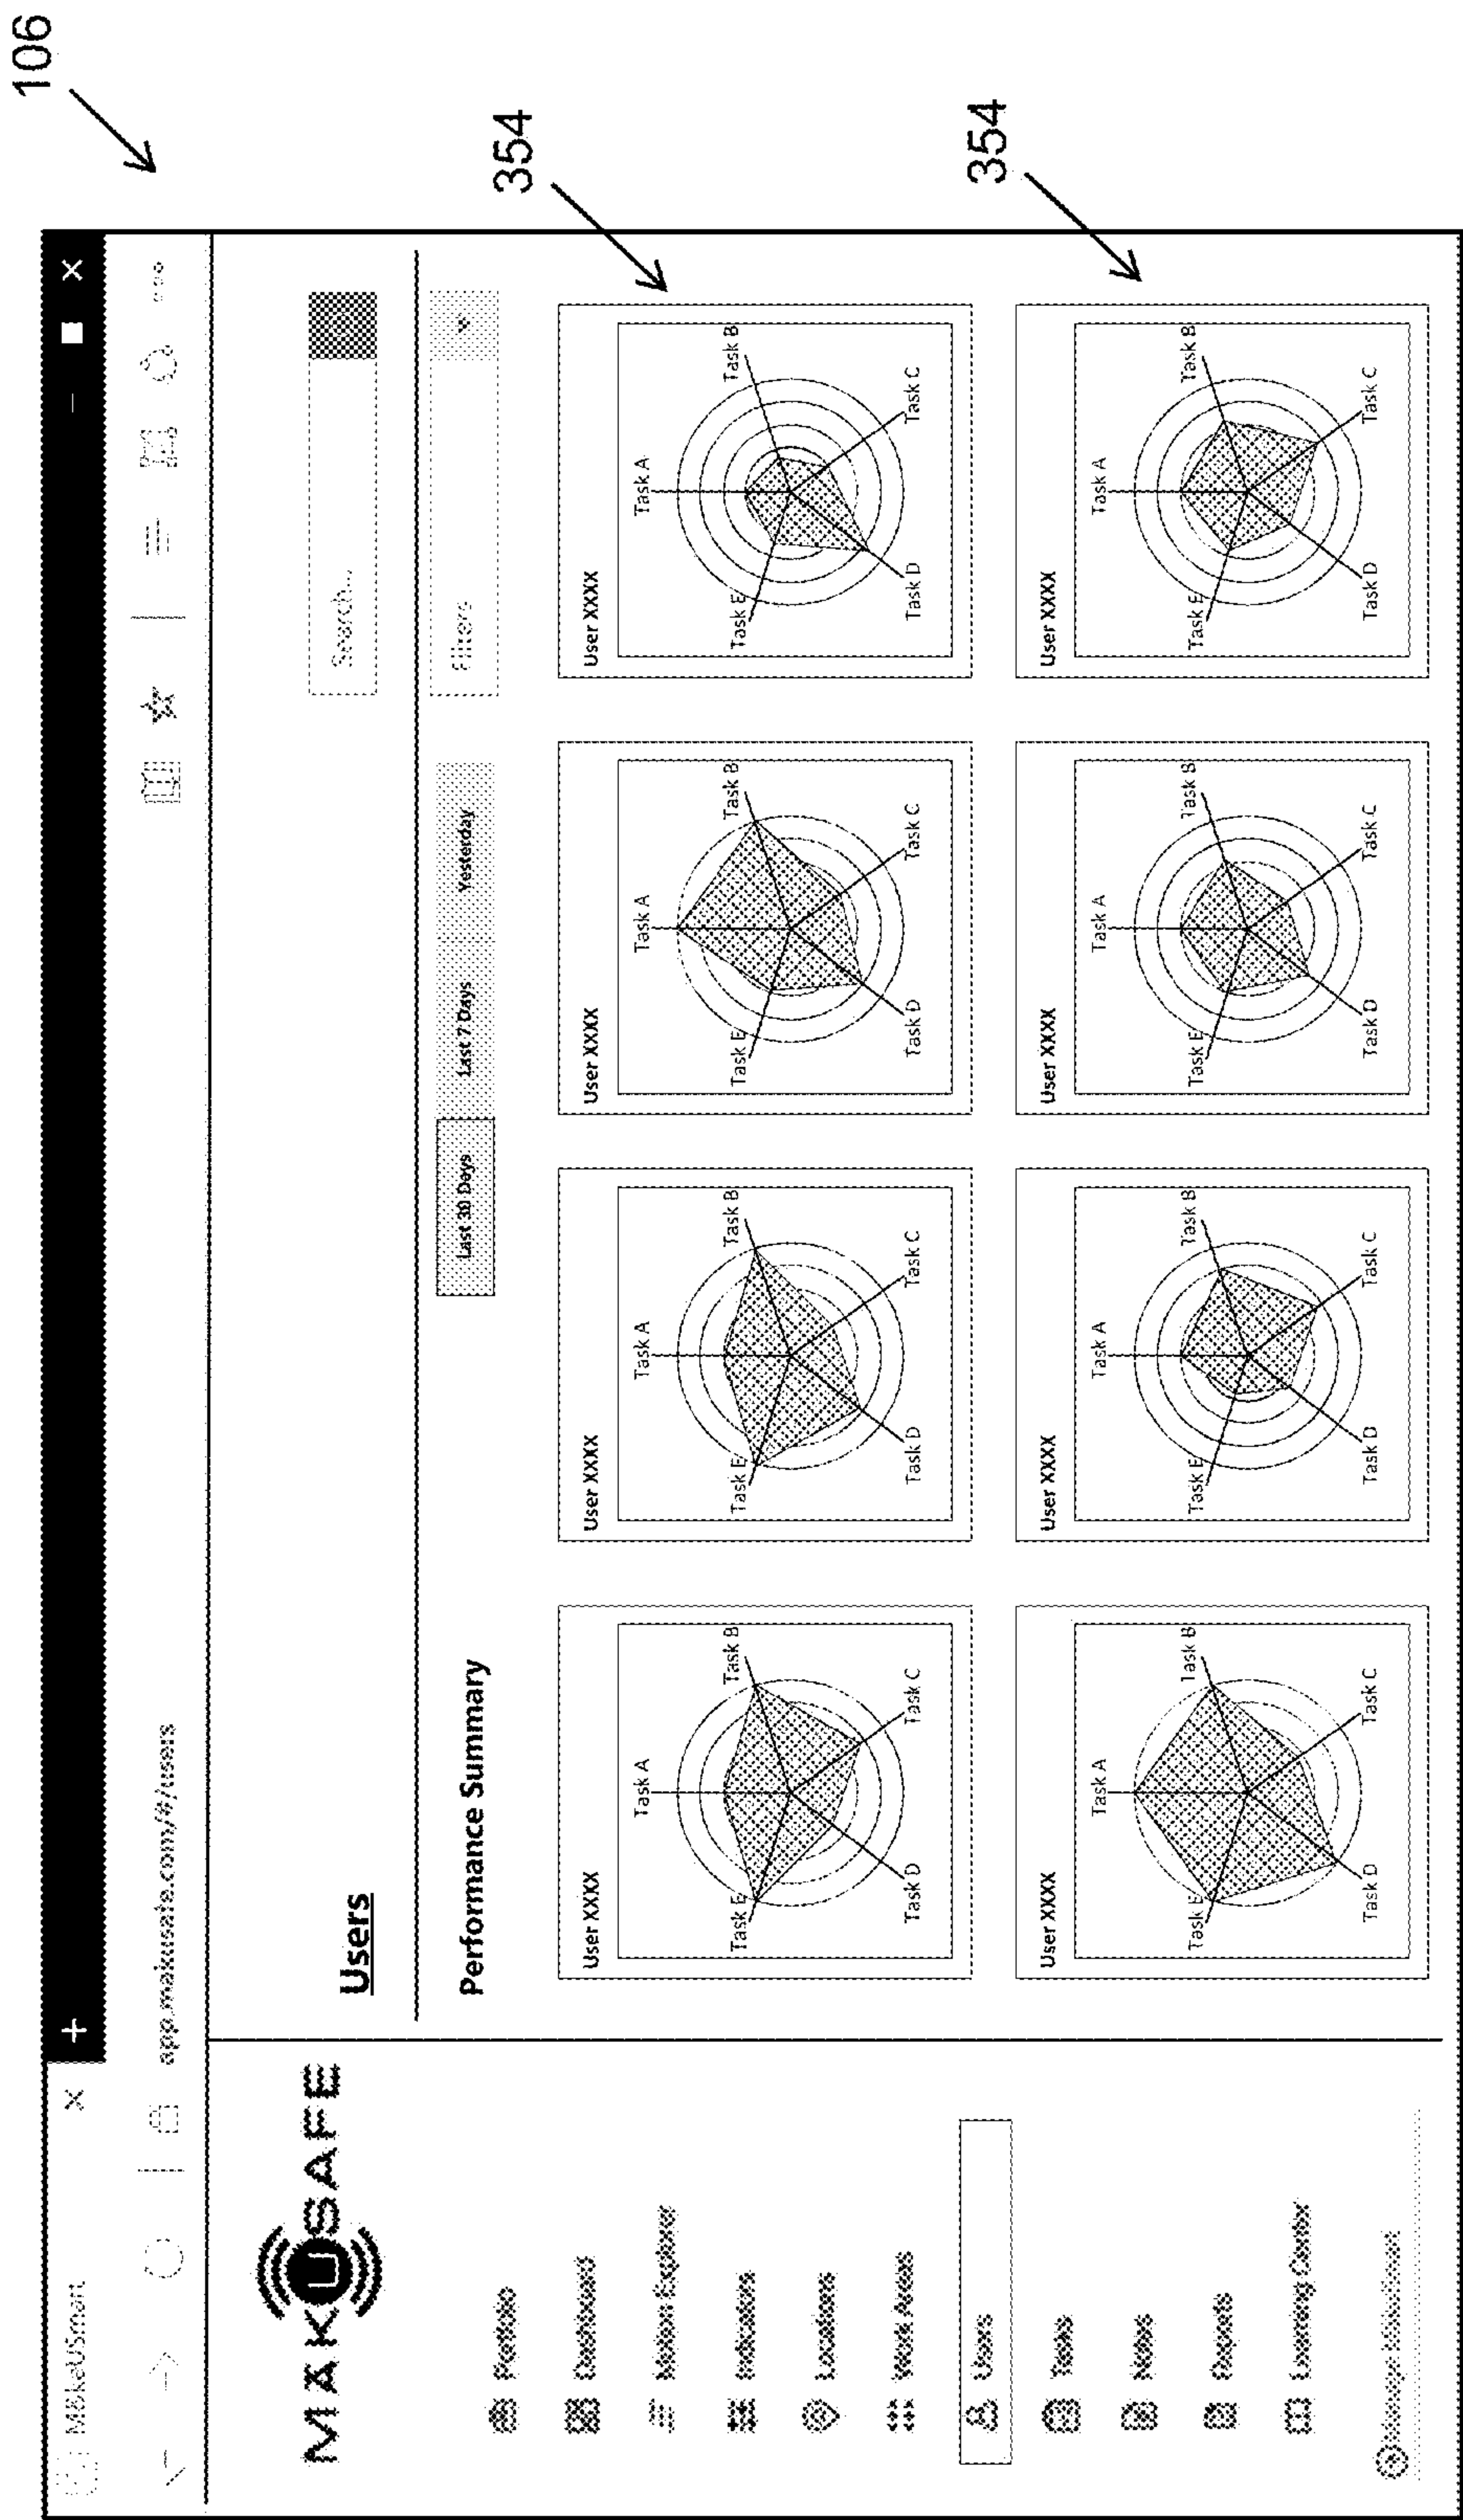 106
MakeUSmart
app.makusafe.com/#/users
MAKUSAFE
Portfolio
Dashboard
Motion Explorer
Indicators
Locations
Work Areas
Users
Tasks
Notes
Reports
Learning Center
Users
Search...
Performance Summary
Last 30 Days
Last 7 Days
Yesterday
Filters
354
User XXXX
Task A
Task B
Task C
Task D
Task E
User XXXX
Task A
Task B
Task C
Task D
Task E
User XXXX
Task A
Task B
Task C
Task D
Task E
User XXXX
Task A
Task B
Task C
Task D
Task E
354
User XXXX
Task A
Task B
Task C
Task D
Task E
User XXXX
Task A
Task B
Task C
Task D
Task E
User XXXX
Task A
Task B
Task C
Task D
Task E
User XXXX
Task A
Task B
Task C
Task D
Task E